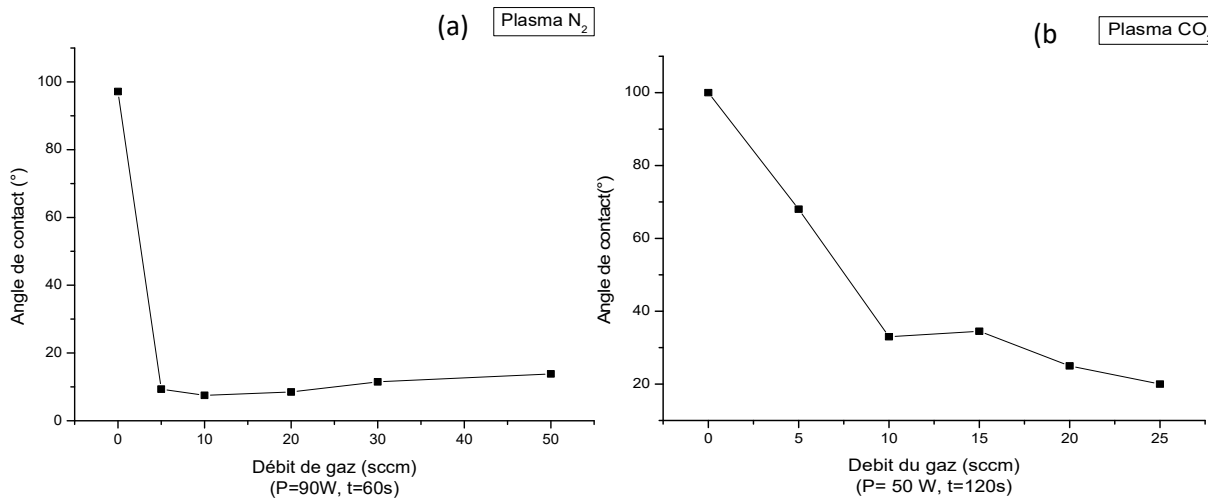 (a)
Plasma N₂
Angle de contact (°)
100
80
60
40
20
0
0 10 20 30 40 50
Débit de gaz (sccm)
(P=90W, t=60s)
(b
Plasma CO₂
Angle de contact(°)
100
80
60
40
20
0 5 10 15 20 25
Debit du gaz (sccm)
(P= 50 W, t=120s)